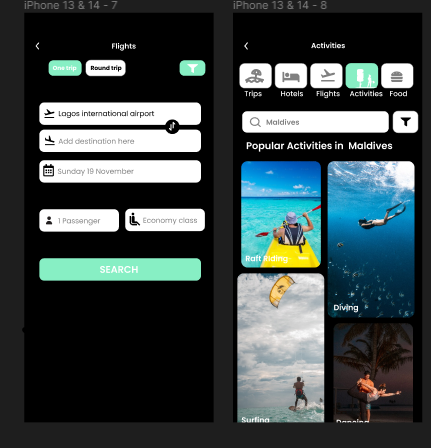 iPhone 13 & 14 - 7
Flights
One trip
Round trip
Lagos international airport
Add destination here
Sunday 19 November
1 Passenger
Economy class
SEARCH
iPhone 13 & 14 - 8
Activities
Trips
Hotels
Flights
Activities
Food
Maldives
Popular Activities in Maldives
Raft Riding
Diving
Surfing
Dancing